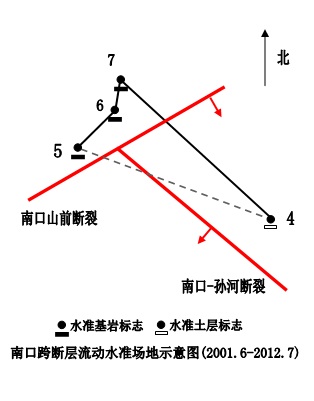 7
北
6
5
南口山前断裂
4
南口-孙河断裂
水准基岩标志 水准土层标志
南口跨断层流动水准场地示意图(2001.6-2012.7)